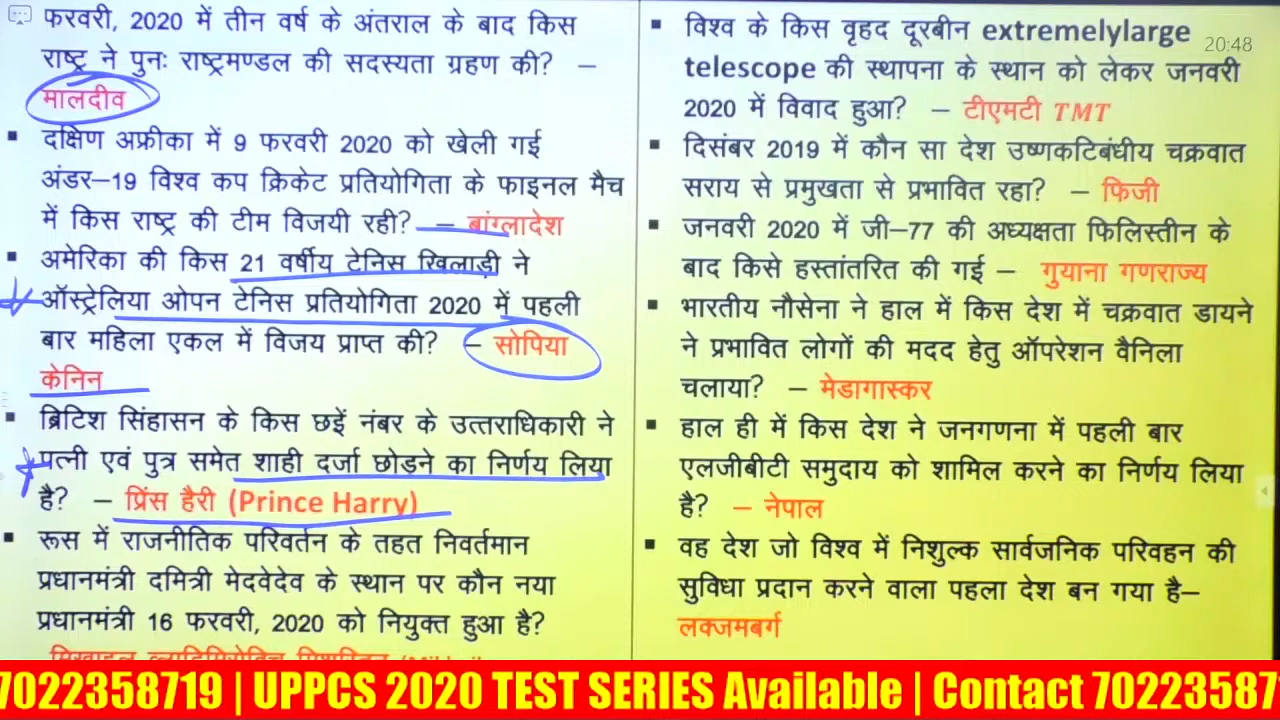 फरवरी, 2020 में तीन वर्ष के अंतराल के बाद किस
राष्ट्र ने पुनः राष्ट्रमण्डल की सदस्यता ग्रहण की? –
मालदीव
▪ दक्षिण अफ्रीका में 9 फरवरी 2020 को खेली गई
अंडर–19 विश्व कप क्रिकेट प्रतियोगिता के फाइनल मैच
में किस राष्ट्र की टीम विजयी रही? – बांग्लादेश
▪ अमेरिका की किस 21 वर्षीय टेनिस खिलाड़ी ने
ऑस्ट्रेलिया ओपन टेनिस प्रतियोगिता 2020 में पहली
बार महिला एकल में विजय प्राप्त की? – सोपिया
केनिन
▪ ब्रिटिश सिंहासन के किस छठें नंबर के उत्तराधिकारी ने
पत्नी एवं पुत्र समेत शाही दर्जा छोड़ने का निर्णय लिया
है? – प्रिंस हैरी (Prince Harry)
▪ रूस में राजनीतिक परिवर्तन के तहत निवर्तमान
प्रधानमंत्री दमित्री मेदवेदेव के स्थान पर कौन नया
प्रधानमंत्री 16 फरवरी, 2020 को नियुक्त हुआ है?
▪ विश्व के किस वृहद दूरबीन extremelylarge
telescope की स्थापना के स्थान को लेकर जनवरी
2020 में विवाद हुआ? – टीएमटी TMT
▪ दिसंबर 2019 में कौन सा देश उष्णकटिबंधीय चक्रवात
सराय से प्रमुखता से प्रभावित रहा? – फिजी
▪ जनवरी 2020 में जी–77 की अध्यक्षता फिलिस्तीन के
बाद किसे हस्तांतरित की गई – गुयाना गणराज्य
▪ भारतीय नौसेना ने हाल में किस देश में चक्रवात डायने
ने प्रभावित लोगों की मदद हेतु ऑपरेशन वैनिला
चलाया? – मेडागास्कर
▪ हाल ही में किस देश ने जनगणना में पहली बार
एलजीबीटी समुदाय को शामिल करने का निर्णय लिया
है? – नेपाल
▪ वह देश जो विश्व में निशुल्क सार्वजनिक परिवहन की
सुविधा प्रदान करने वाला पहला देश बन गया है–
लक्जमबर्ग
20:48
7022358719 | UPPCS 2020 TEST SERIES Available | Contact 702235871